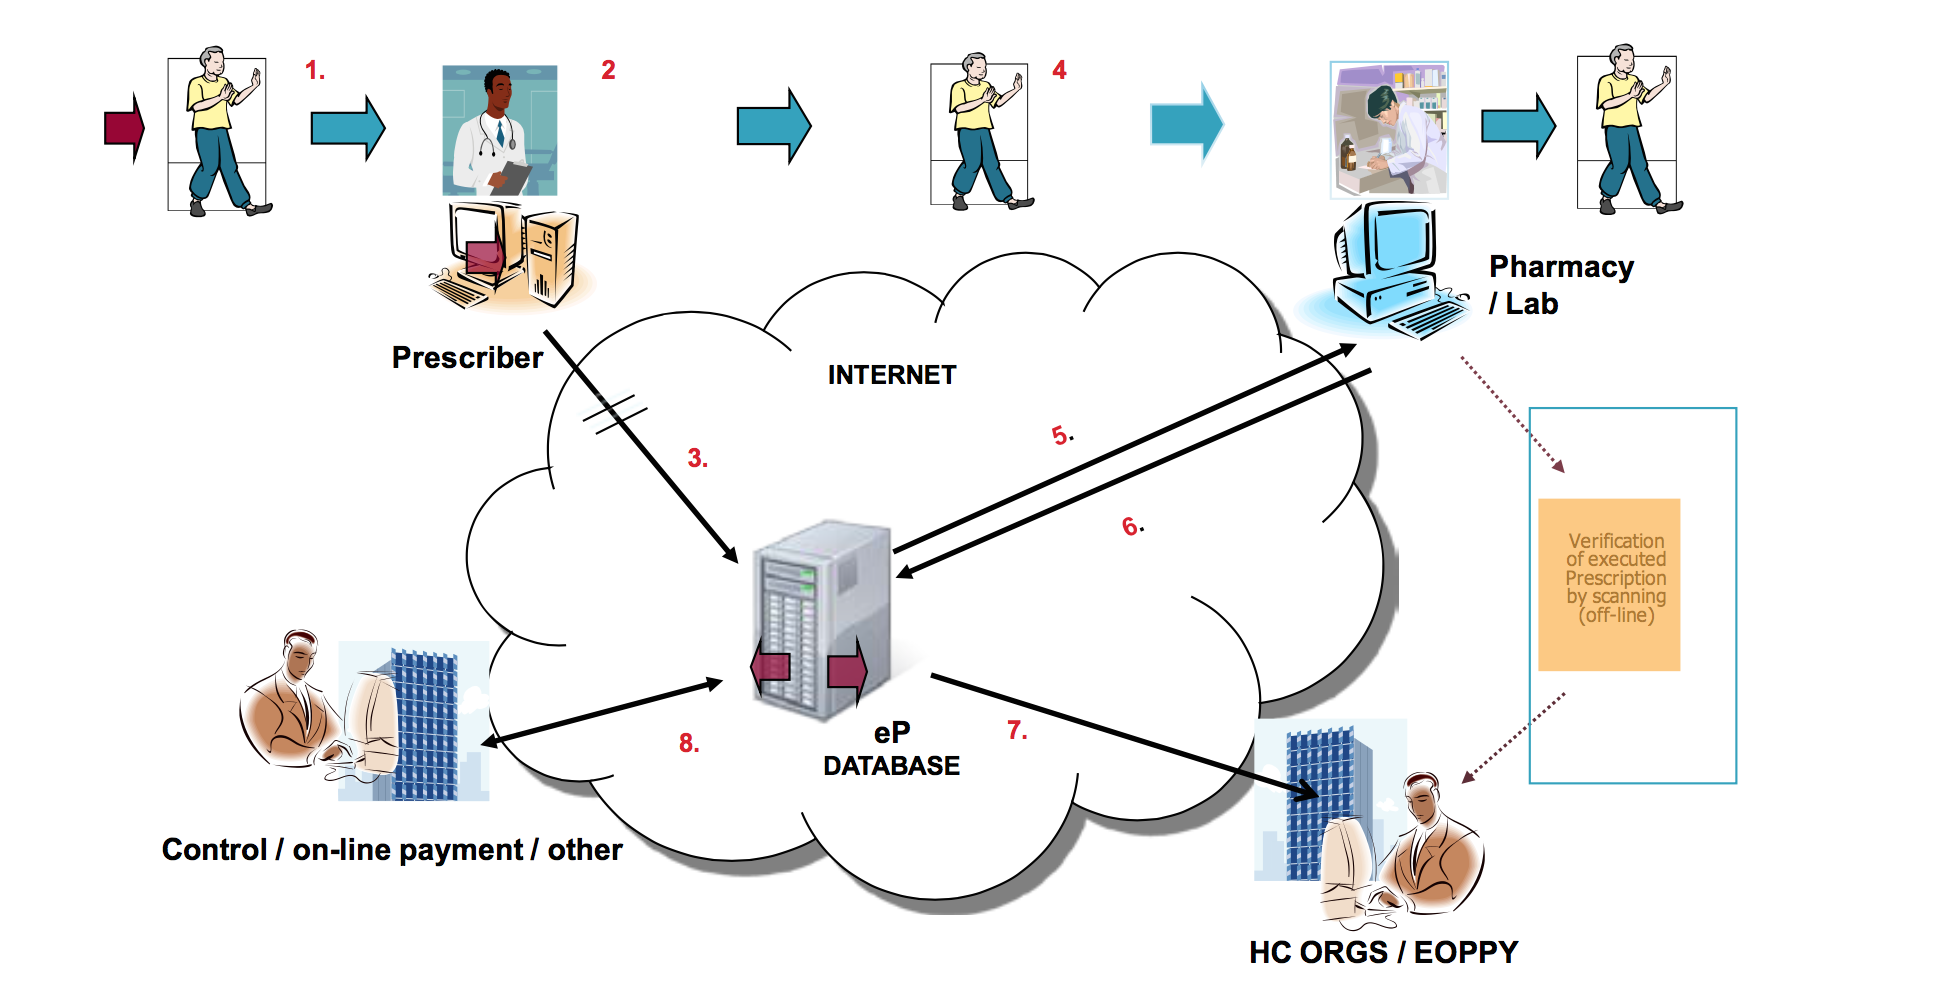 1.
2
4
Pharmacy
/ Lab
Prescriber
INTERNET
5.
3.
6.
Verification
of executed
Prescription
by scanning
(off-line)
eP
DATABASE
7.
8.
Control / on-line payment / other
HC ORGS / EOPPY